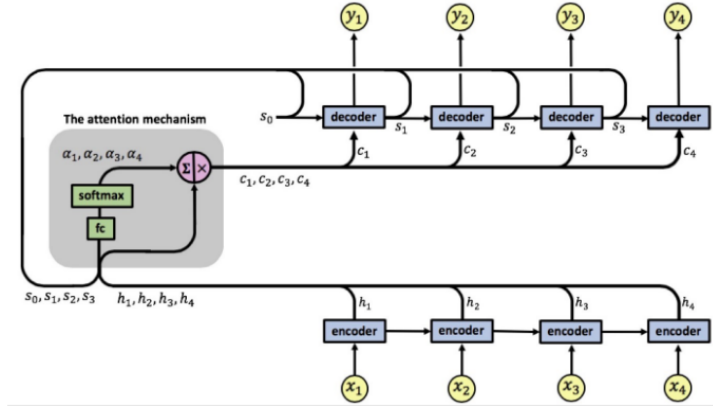 y₁ y₂ y₃ y₄
s₀ decoder s₁ decoder s₂ decoder s₃ decoder
The attention mechanism
α₁, α₂, α₃, α₄
Σ ×
c₁ c₂ c₃ c₄
c₁, c₂, c₃, c₄
softmax
fc
s₀, s₁, s₂, s₃
h₁, h₂, h₃, h₄
h₁ h₂ h₃ h₄
encoder encoder encoder encoder
x₁ x₂ x₃ x₄